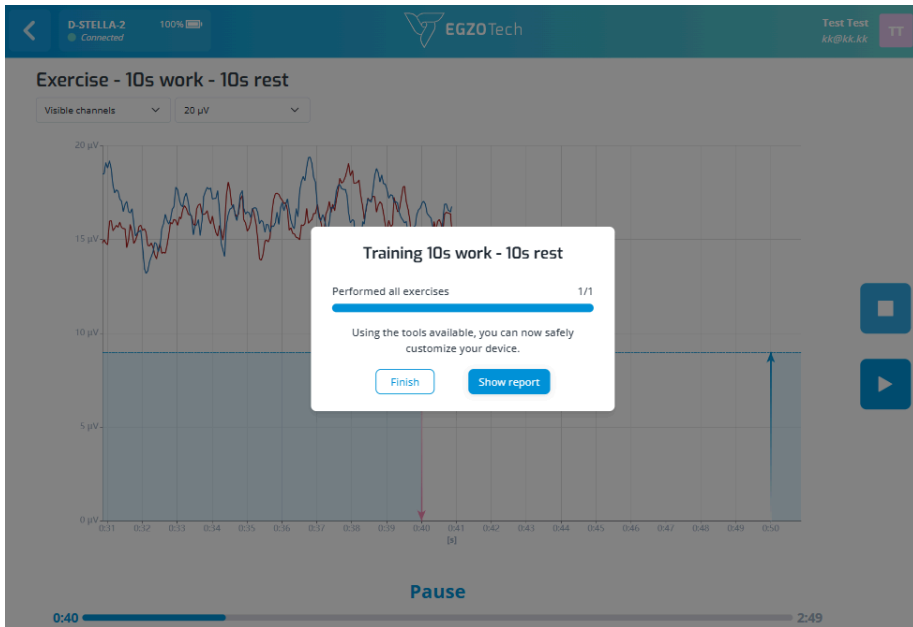 D-STELLA-2
Connected
100%
EGZOTech
Test Test
kk@kk.kk
TT
Exercise - 10s work - 10s rest
Visible channels
20 µV
20 µV
15 µV
10 µV
5 µV
0 µV
0:31 0:32 0:33 0:34 0:35 0:36 0:37 0:38 0:39 0:40 0:41 0:42 0:43 0:44 0:45 0:46 0:47 0:48 0:49 0:50
[s]
Training 10s work - 10s rest
Performed all exercises 1/1
Using the tools available, you can now safely
customize your device.
Finish
Show report
Pause
0:40
2:49